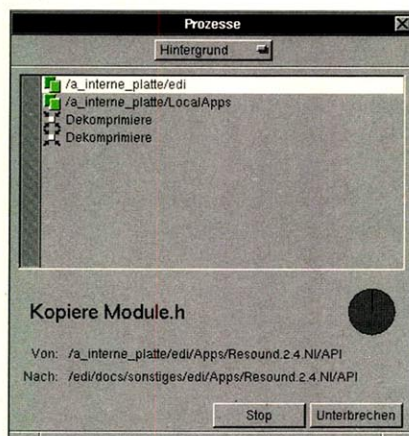 Prozesse
Hintergrund
/a_interne_platte/edi
/a_interne_platte/LocalApps
Dekomprimiere
Dekomprimiere
Kopiere Module.h
Von: /a_interne_platte/edi/Apps/Resound.2.4.NI/API
Nach: /edi/docs/sonstiges/edi/Apps/Resound.2.4.NI/API
Stop
Unterbrechen